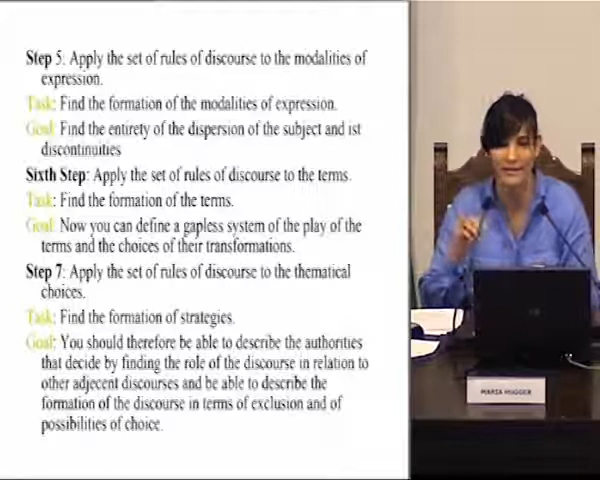 Step 5: Apply the set of rules of discourse to the modalities of
expression.
Task: Find the formation of the modalities of expression.
Goal: Find the entirety of the dispersion of the subject and ist
discontinuities
Sixth Step: Apply the set of rules of discourse to the terms.
Task: Find the formation of the terms.
Goal: Now you can define a gapless system of the play of the
terms and the choices of their transformations.
Step 7: Apply the set of rules of discourse to the thematical
choices.
Task: Find the formation of strategies.
Goal: You should therefore be able to describe the authorities
that decide by finding the role of the discourse in relation to
other adjecent discourses and be able to describe the
formation of the discourse in terms of exclusion and of
possibilities of choice.
MARIA HUGGER